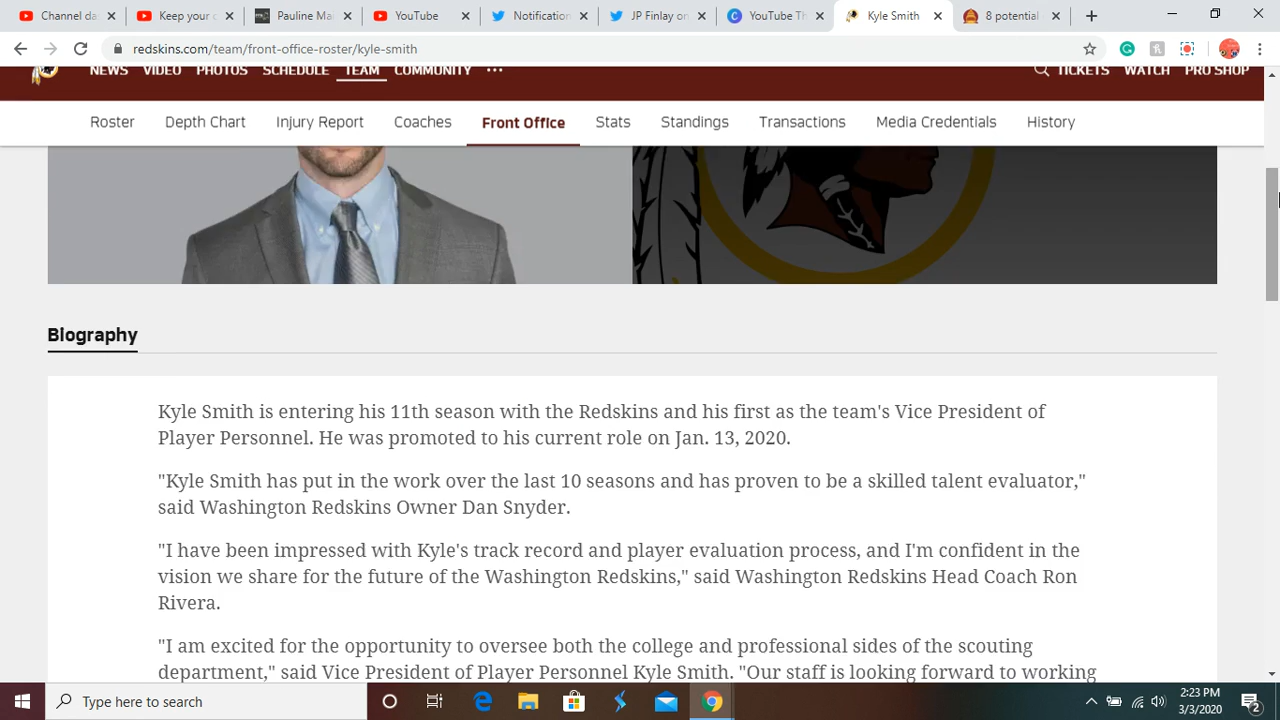 Channel da
Keep your c
Pauline Ma
YouTube
Notification
JP Finlay on
YouTube Th
Kyle Smith
8 potential
redskins.com/team/front-office-roster/kyle-smith
NEWS VIDEO PHOTOS SCHEDULE TEAM COMMUNITY ••• TICKETS WATCH PRO SHOP
Roster Depth Chart Injury Report Coaches Front Office Stats Standings Transactions Media Credentials History
Biography
Kyle Smith is entering his 11th season with the Redskins and his first as the team's Vice President of
Player Personnel. He was promoted to his current role on Jan. 13, 2020.
"Kyle Smith has put in the work over the last 10 seasons and has proven to be a skilled talent evaluator,"
said Washington Redskins Owner Dan Snyder.
"I have been impressed with Kyle's track record and player evaluation process, and I'm confident in the
vision we share for the future of the Washington Redskins," said Washington Redskins Head Coach Ron
Rivera.
"I am excited for the opportunity to oversee both the college and professional sides of the scouting
department," said Vice President of Player Personnel Kyle Smith. "Our staff is looking forward to working
Type here to search
2:23 PM
3/3/2020
2